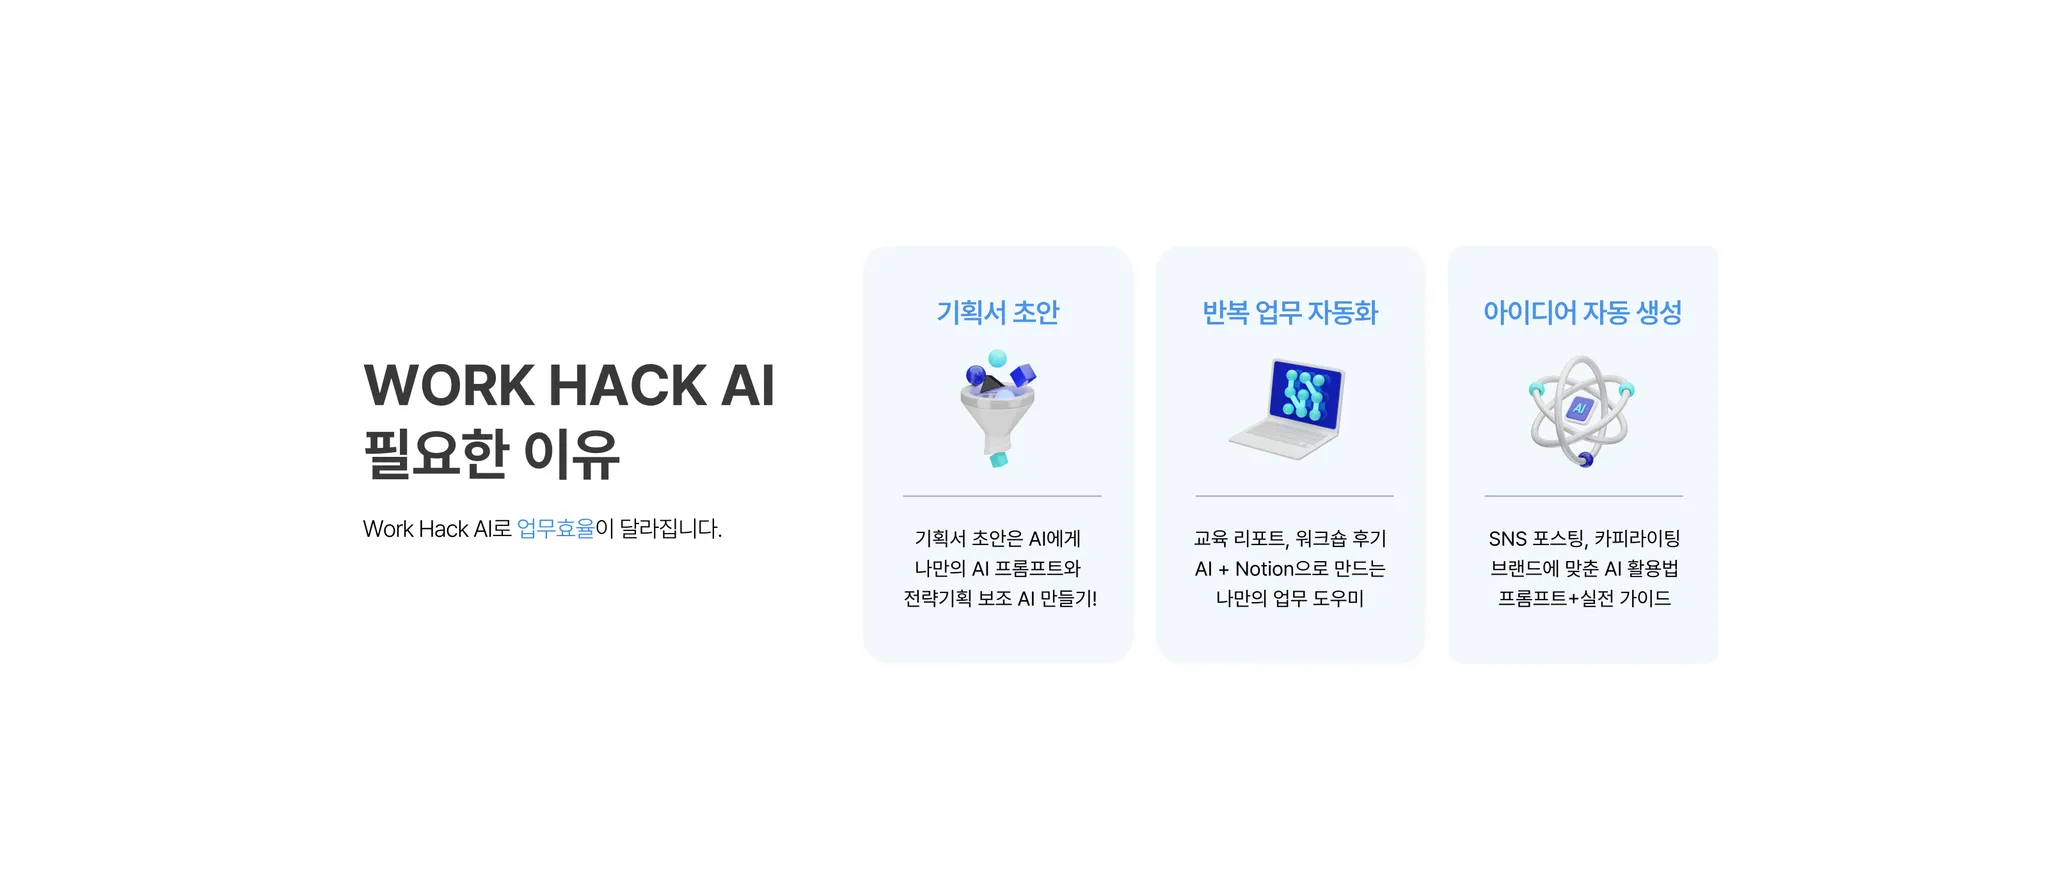 WORK HACK AI
필요한 이유
Work Hack AI로 업무효율이 달라집니다.
기획서 초안
기획서 초안은 AI에게
나만의 AI 프롬프트와
전략기획 보조 AI 만들기!
반복 업무 자동화
교육 리포트, 워크숍 후기
AI + Notion으로 만드는
나만의 업무 도우미
아이디어 자동 생성
AI
SNS 포스팅, 카피라이팅
브랜드에 맞춘 AI 활용법
프롬프트+실전 가이드